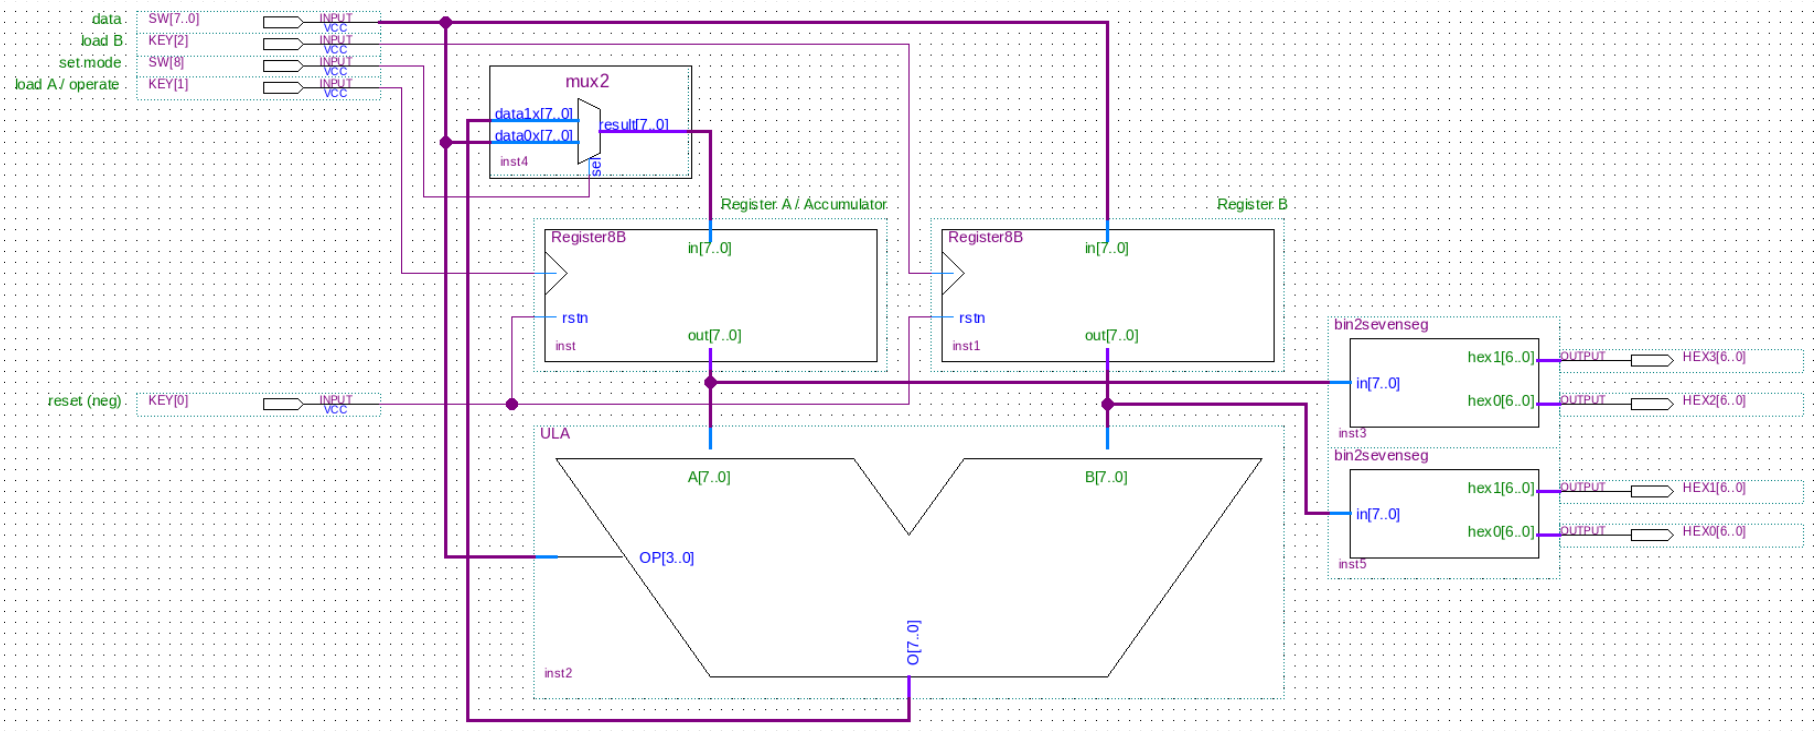 data SW[7..0] INPUT VCC
load B KEY[2] INPUT VCC
set mode SW[8] INPUT VCC
load A / operate KEY[1] INPUT VCC
mux2
data1x[7..0]
result[7..0]
data0x[7..0]
sel
inst4
Register A / Accumulator
Register B
Register8B
in[7..0]
rstn
out[7..0]
inst
Register8B
in[7..0]
rstn
out[7..0]
inst1
reset (neg) KEY[0] INPUT VCC
ULA
A[7..0]
B[7..0]
OP[3..0]
O[7..0]
inst2
bin2sevenseg
hex1[6..0] OUTPUT HEX3[6..0]
in[7..0]
hex0[6..0] OUTPUT HEX2[6..0]
inst3
bin2sevenseg
hex1[6..0] OUTPUT HEX1[6..0]
in[7..0]
hex0[6..0] OUTPUT HEX0[6..0]
inst5